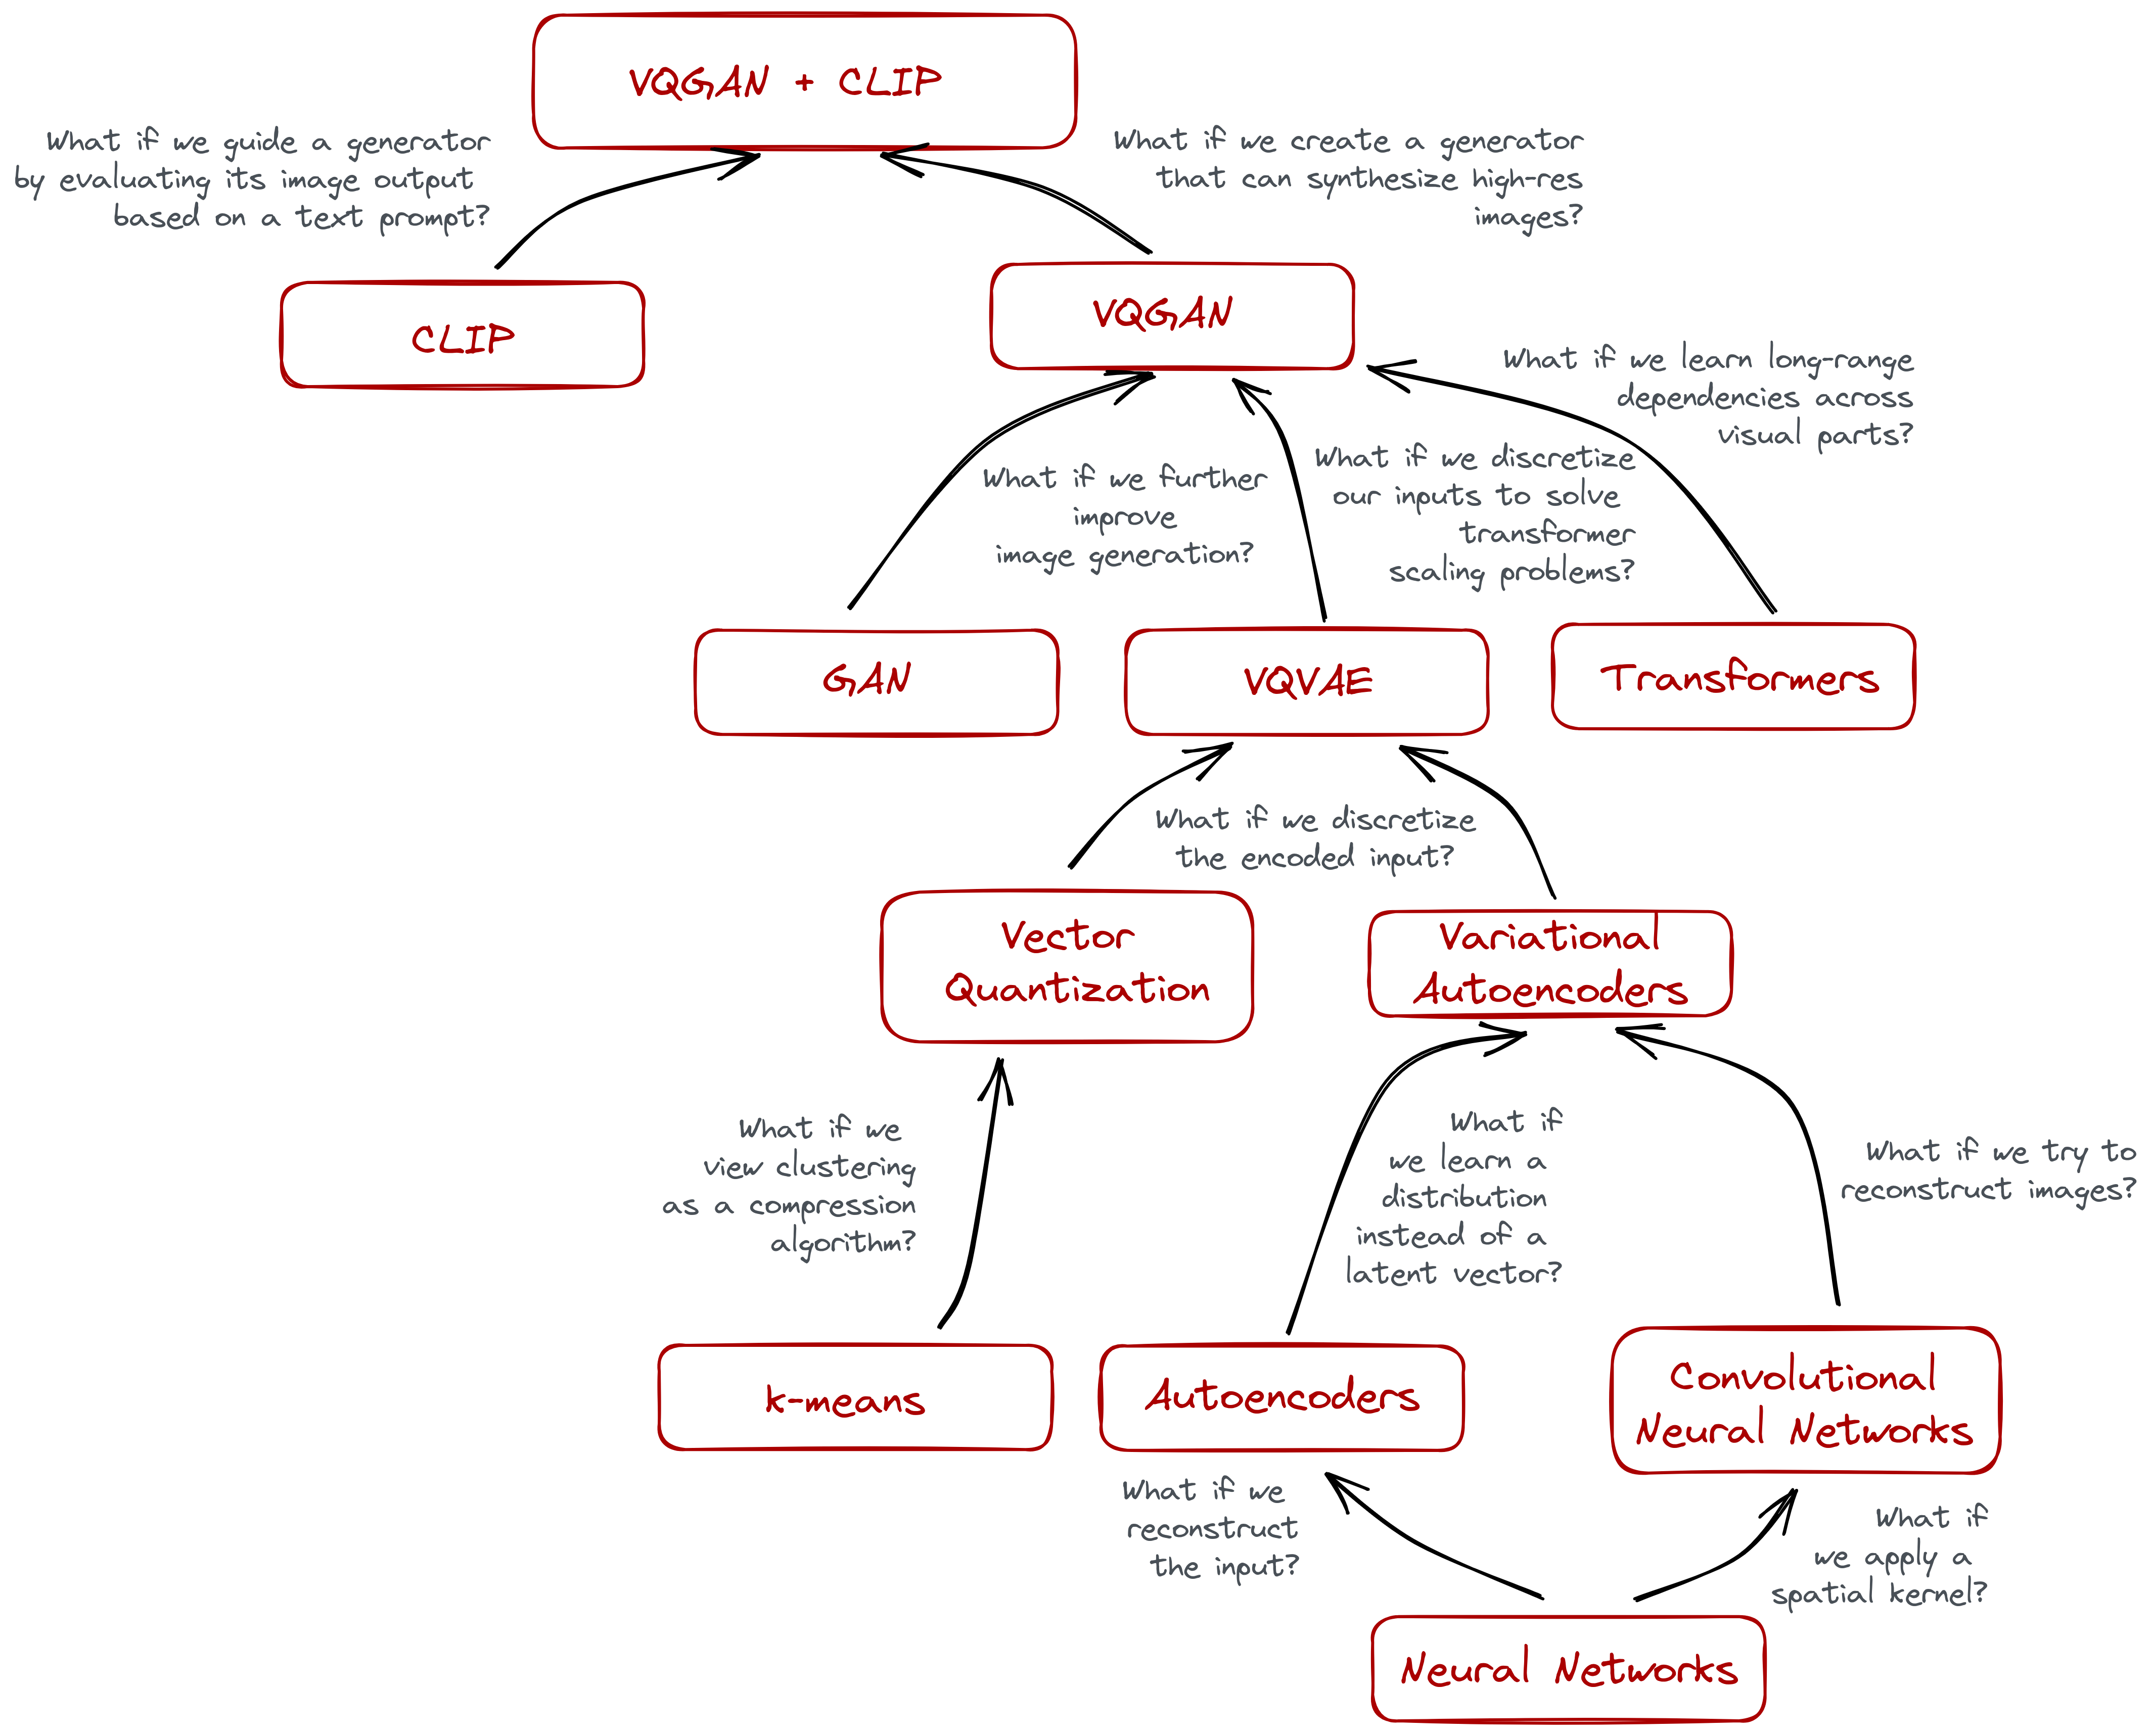 VQGAN + CLIP
What if we guide a generator
by evaluating its image output
based on a text prompt?
What if we create a generator
that can synthesize high-res
images?
CLIP
VQGAN
What if we learn long-range
dependencies across
visual parts?
What if we further
improve
image generation?
What if we discretize
our inputs to solve
transformer
scaling problems?
GAN
VQVAE
Transformers
What if we discretize
the encoded input?
Vector
Quantization
Variational
Autoencoders
What if we
view clustering
as a compression
algorithm?
What if
we learn a
distribution
instead of a
latent vector?
What if we try to
reconstruct images?
k-means
Autoencoders
Convolutional
Neural Networks
What if we
reconstruct
the input?
What if
we apply a
spatial kernel?
Neural Networks